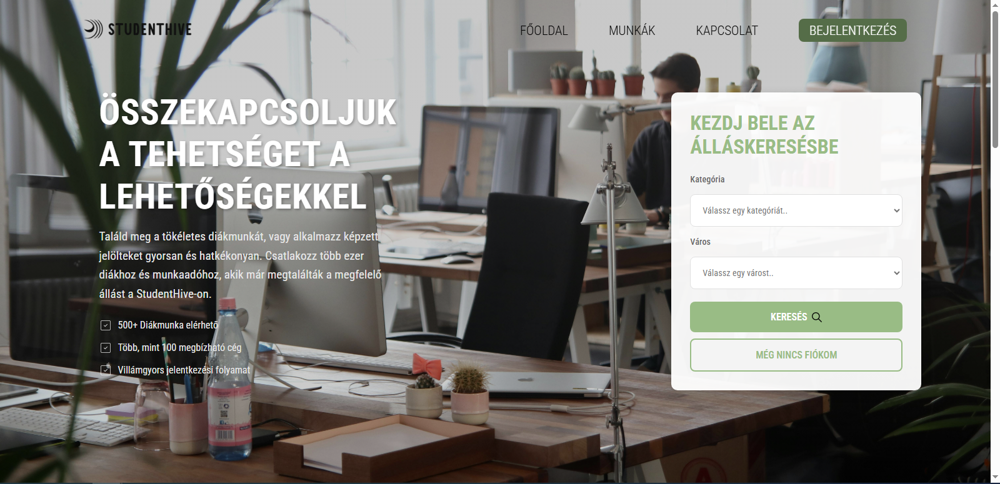 STUDENTHIVE
FŐOLDAL
MUNKÁK
KAPCSOLAT
BEJELENTKEZÉS
ÖSSZEKAPCSOLJUK
A TEHETSÉGET A
LEHETŐSÉGEKKEL
Találd meg a tökéletes diákmunkát, vagy alkalmazz képzett
jelölteket gyorsan és hatkékonyan. Csatlakozz több ezer
diákhoz és munkaadóhoz, akik már megtalálták a megfelelő
állást a StudentHive-on.
500+ Diákmunka elérhető
Több, mint 100 megbízható cég
Villámgyors jelentkezési folyamat
KEZDJ BELE AZ
ÁLLÁSKERESÉSBE
Kategória
Válassz egy kategóriát..
Város
Válassz egy várost..
KERESÉS
MÉG NINCS FIÓKOM